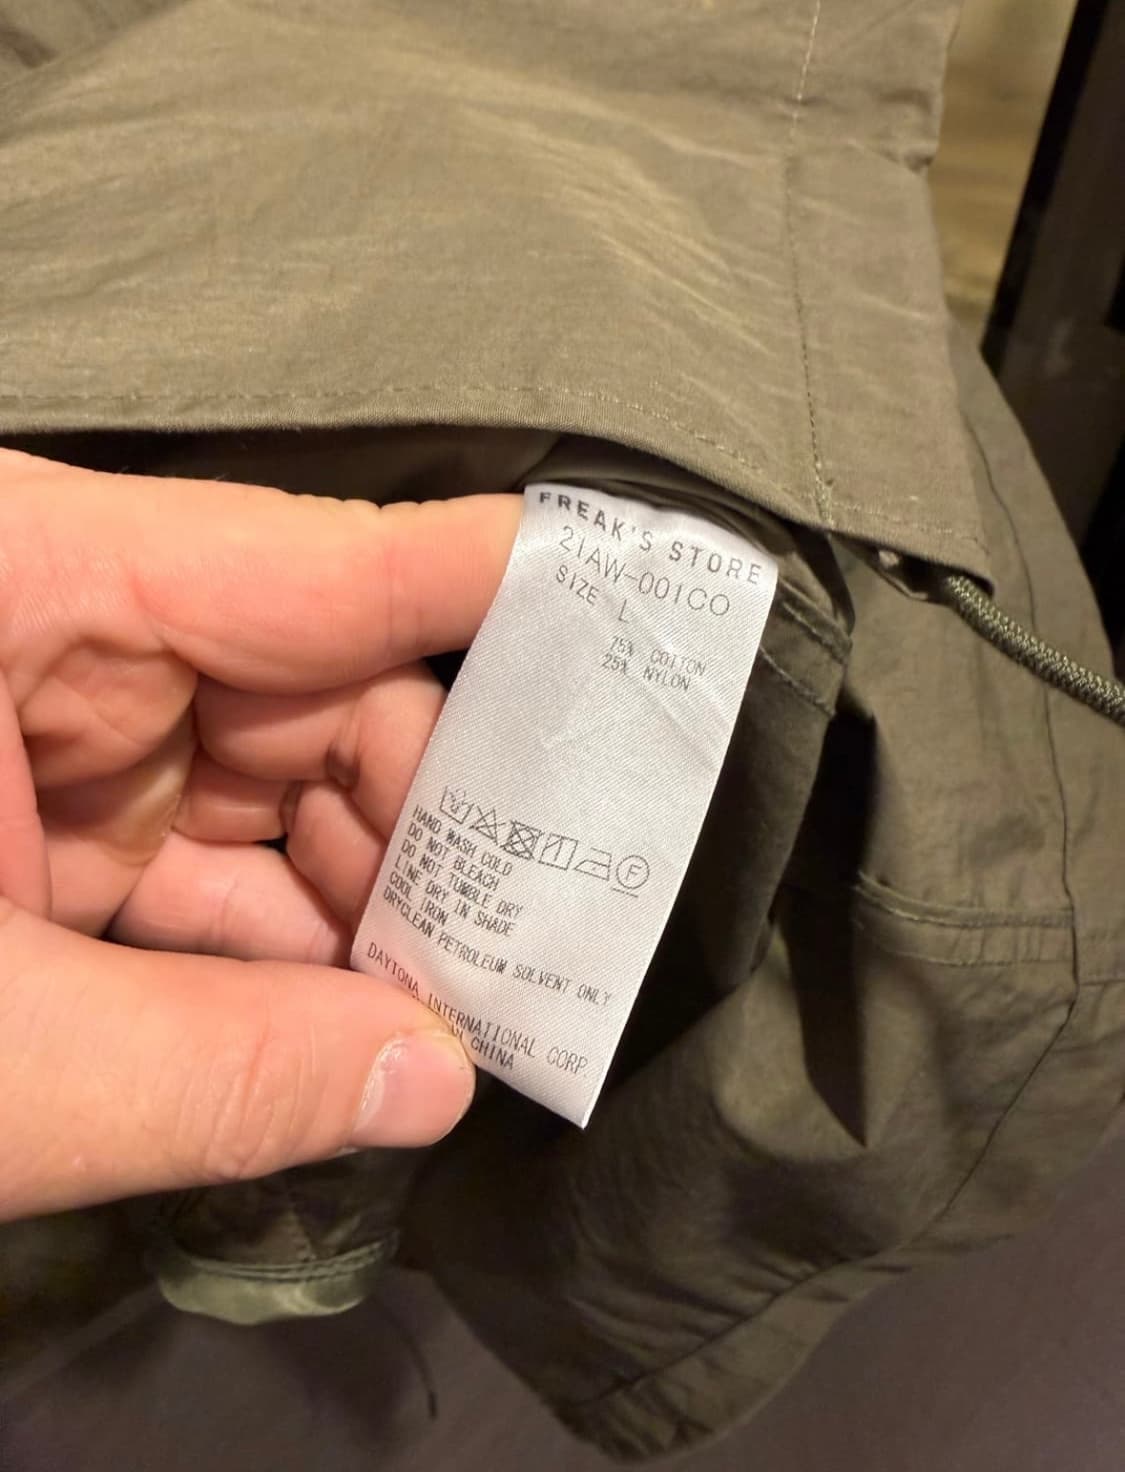 FREAK'S STORE
21AW-001CO
SIZE L
75% COTTON
25% NYLON
F
HAND WASH COLD
DO NOT BLEACH
DO NOT TUMBLE DRY
LINE DRY IN SHADE
COOL IRON
DRYCLEAN PETROLEUM SOLVENT ONLY
DAYTONA INTERNATIONAL CORP.
CHINA